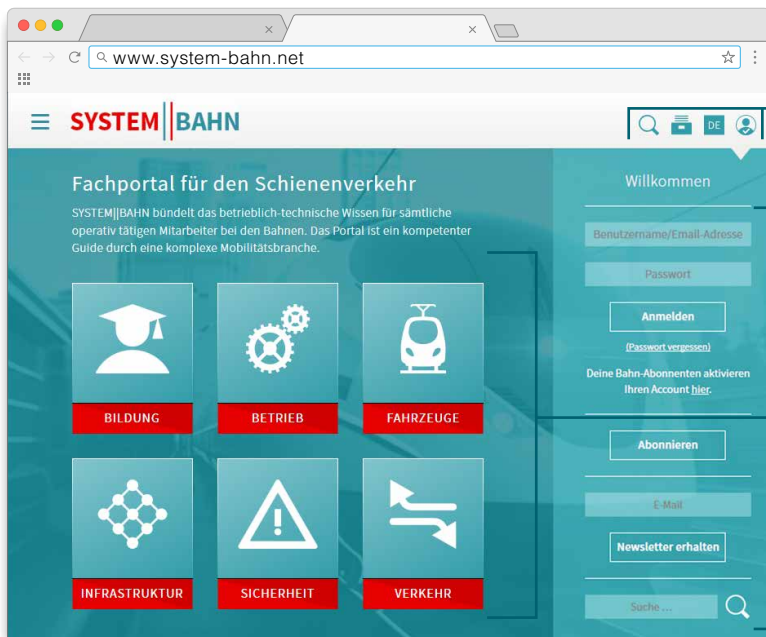 www.system-bahn.net
SYSTEM||BAHN
DE
Fachportal für den Schienenverkehr
SYSTEM||BAHN bündelt das betrieblich-technische Wissen für sämtliche
operativ tätigen Mitarbeiter bei den Bahnen. Das Portal ist ein kompetenter
Guide durch eine komplexe Mobilitätsbranche.
BILDUNG
BETRIEB
FAHRZEUGE
INFRASTRUKTUR
SICHERHEIT
VERKEHR
Willkommen
Benutzername/Email-Adresse
Passwort
Anmelden
(Passwort vergessen)
Deine Bahn-Abonnenten aktivieren
Ihren Account hier.
Abonnieren
E-Mail
Newsletter erhalten
Suche ...